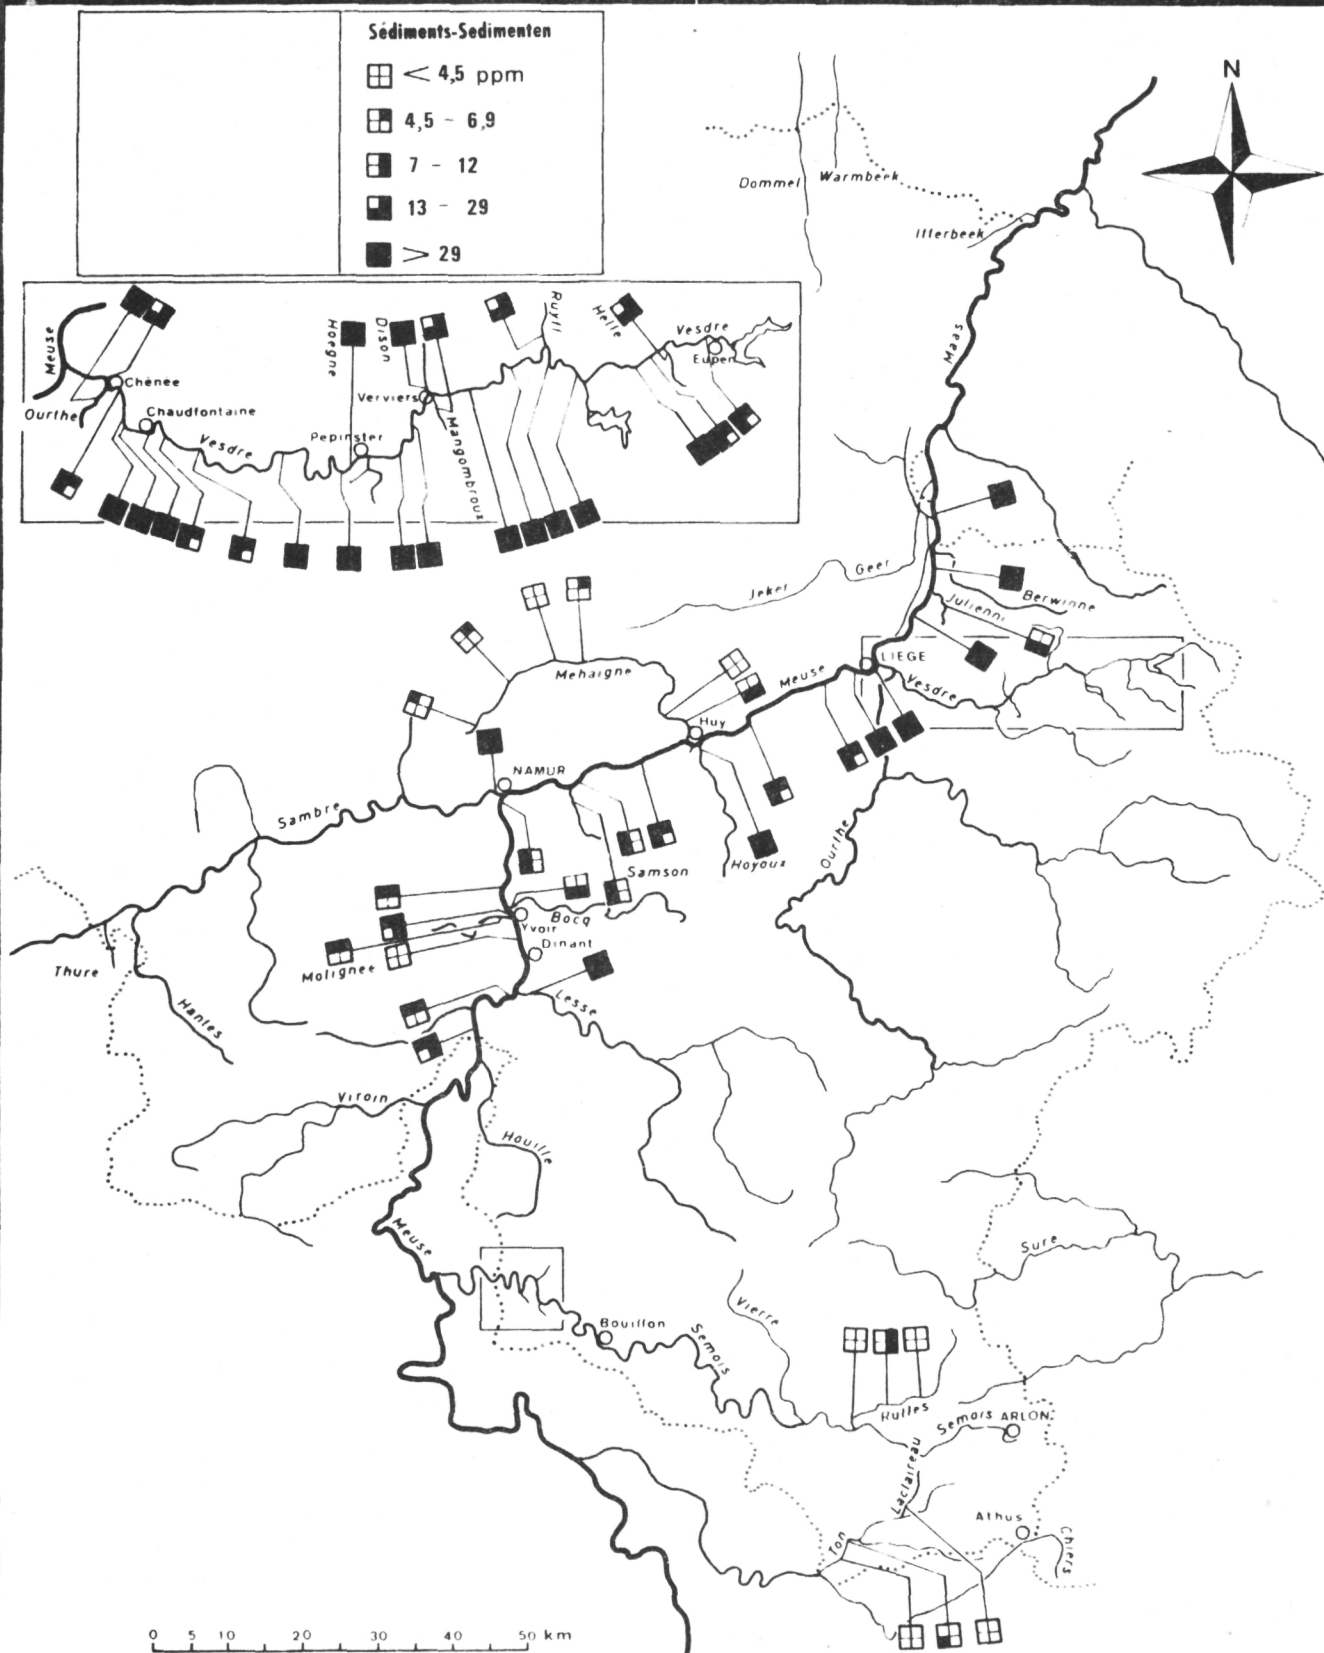 Sédiments-Sedimenten
< 4,5 ppm
4,5 - 6,9
7 - 12
13 - 29
> 29
N
Dommel
Warmbeek
Itterbeek
Maas
Meuse
Ourthe
Chênée
Chaudfontaine
Vesdre
Hoegne
Pepinster
Dison
Verviers
Mangombroux
Ruyff
Helle
Vesdre
Eupen
Jeker
Geer
Berwinne
Julienne
LIEGE
Vesdre
Mehaigne
Meuse
Huy
NAMUR
Sambre
Samson
Hoyoux
Ourthe
Bocq
Yvoir
Dinant
Molignée
Thure
Hantes
Lesse
Viroin
Houille
Meuse
Sure
Bouillon
Semois
Vierre
Rulles
Semois
ARLON
Laclaireau
Ton
Athus
Chiers
0 5 10 20 30 40 50 km